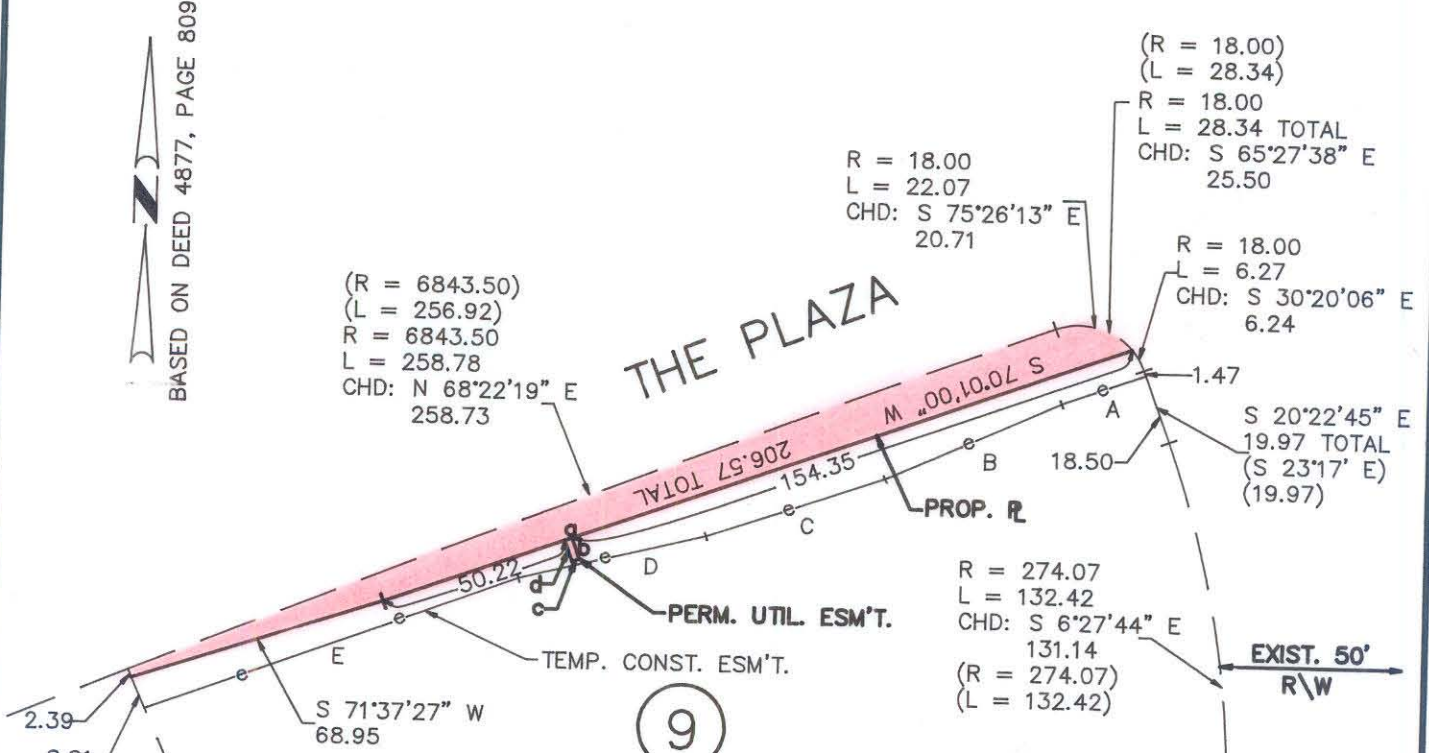 BASED ON DEED 4877, PAGE 809
N
(R = 18.00)
(L = 28.34)
R = 18.00
L = 28.34 TOTAL
CHD: S 65°27'38" E
25.50
R = 18.00
L = 22.07
CHD: S 75°26'13" E
20.71
R = 18.00
L = 6.27
CHD: S 30°20'06" E
6.24
(R = 6843.50)
(L = 256.92)
R = 6843.50
L = 258.78
CHD: N 68°22'19" E
258.73
THE PLAZA
1.47
S 20°22'45" E
19.97 TOTAL
(S 23°17' E)
(19.97)
18.50
S 70°01'00" W
206.57 TOTAL
154.35
A
e
B
e
C
e
D
e
PROP. PL
a
b
c
d
50.22
PERM. UTIL. ESM'T.
e
E
e
TEMP. CONST. ESM'T.
R = 274.07
L = 132.42
CHD: S 6°27'44" E
131.14
(R = 274.07)
(L = 132.42)
EXIST. 50'
R\W
S 71°37'27" W
68.95
9
2.39